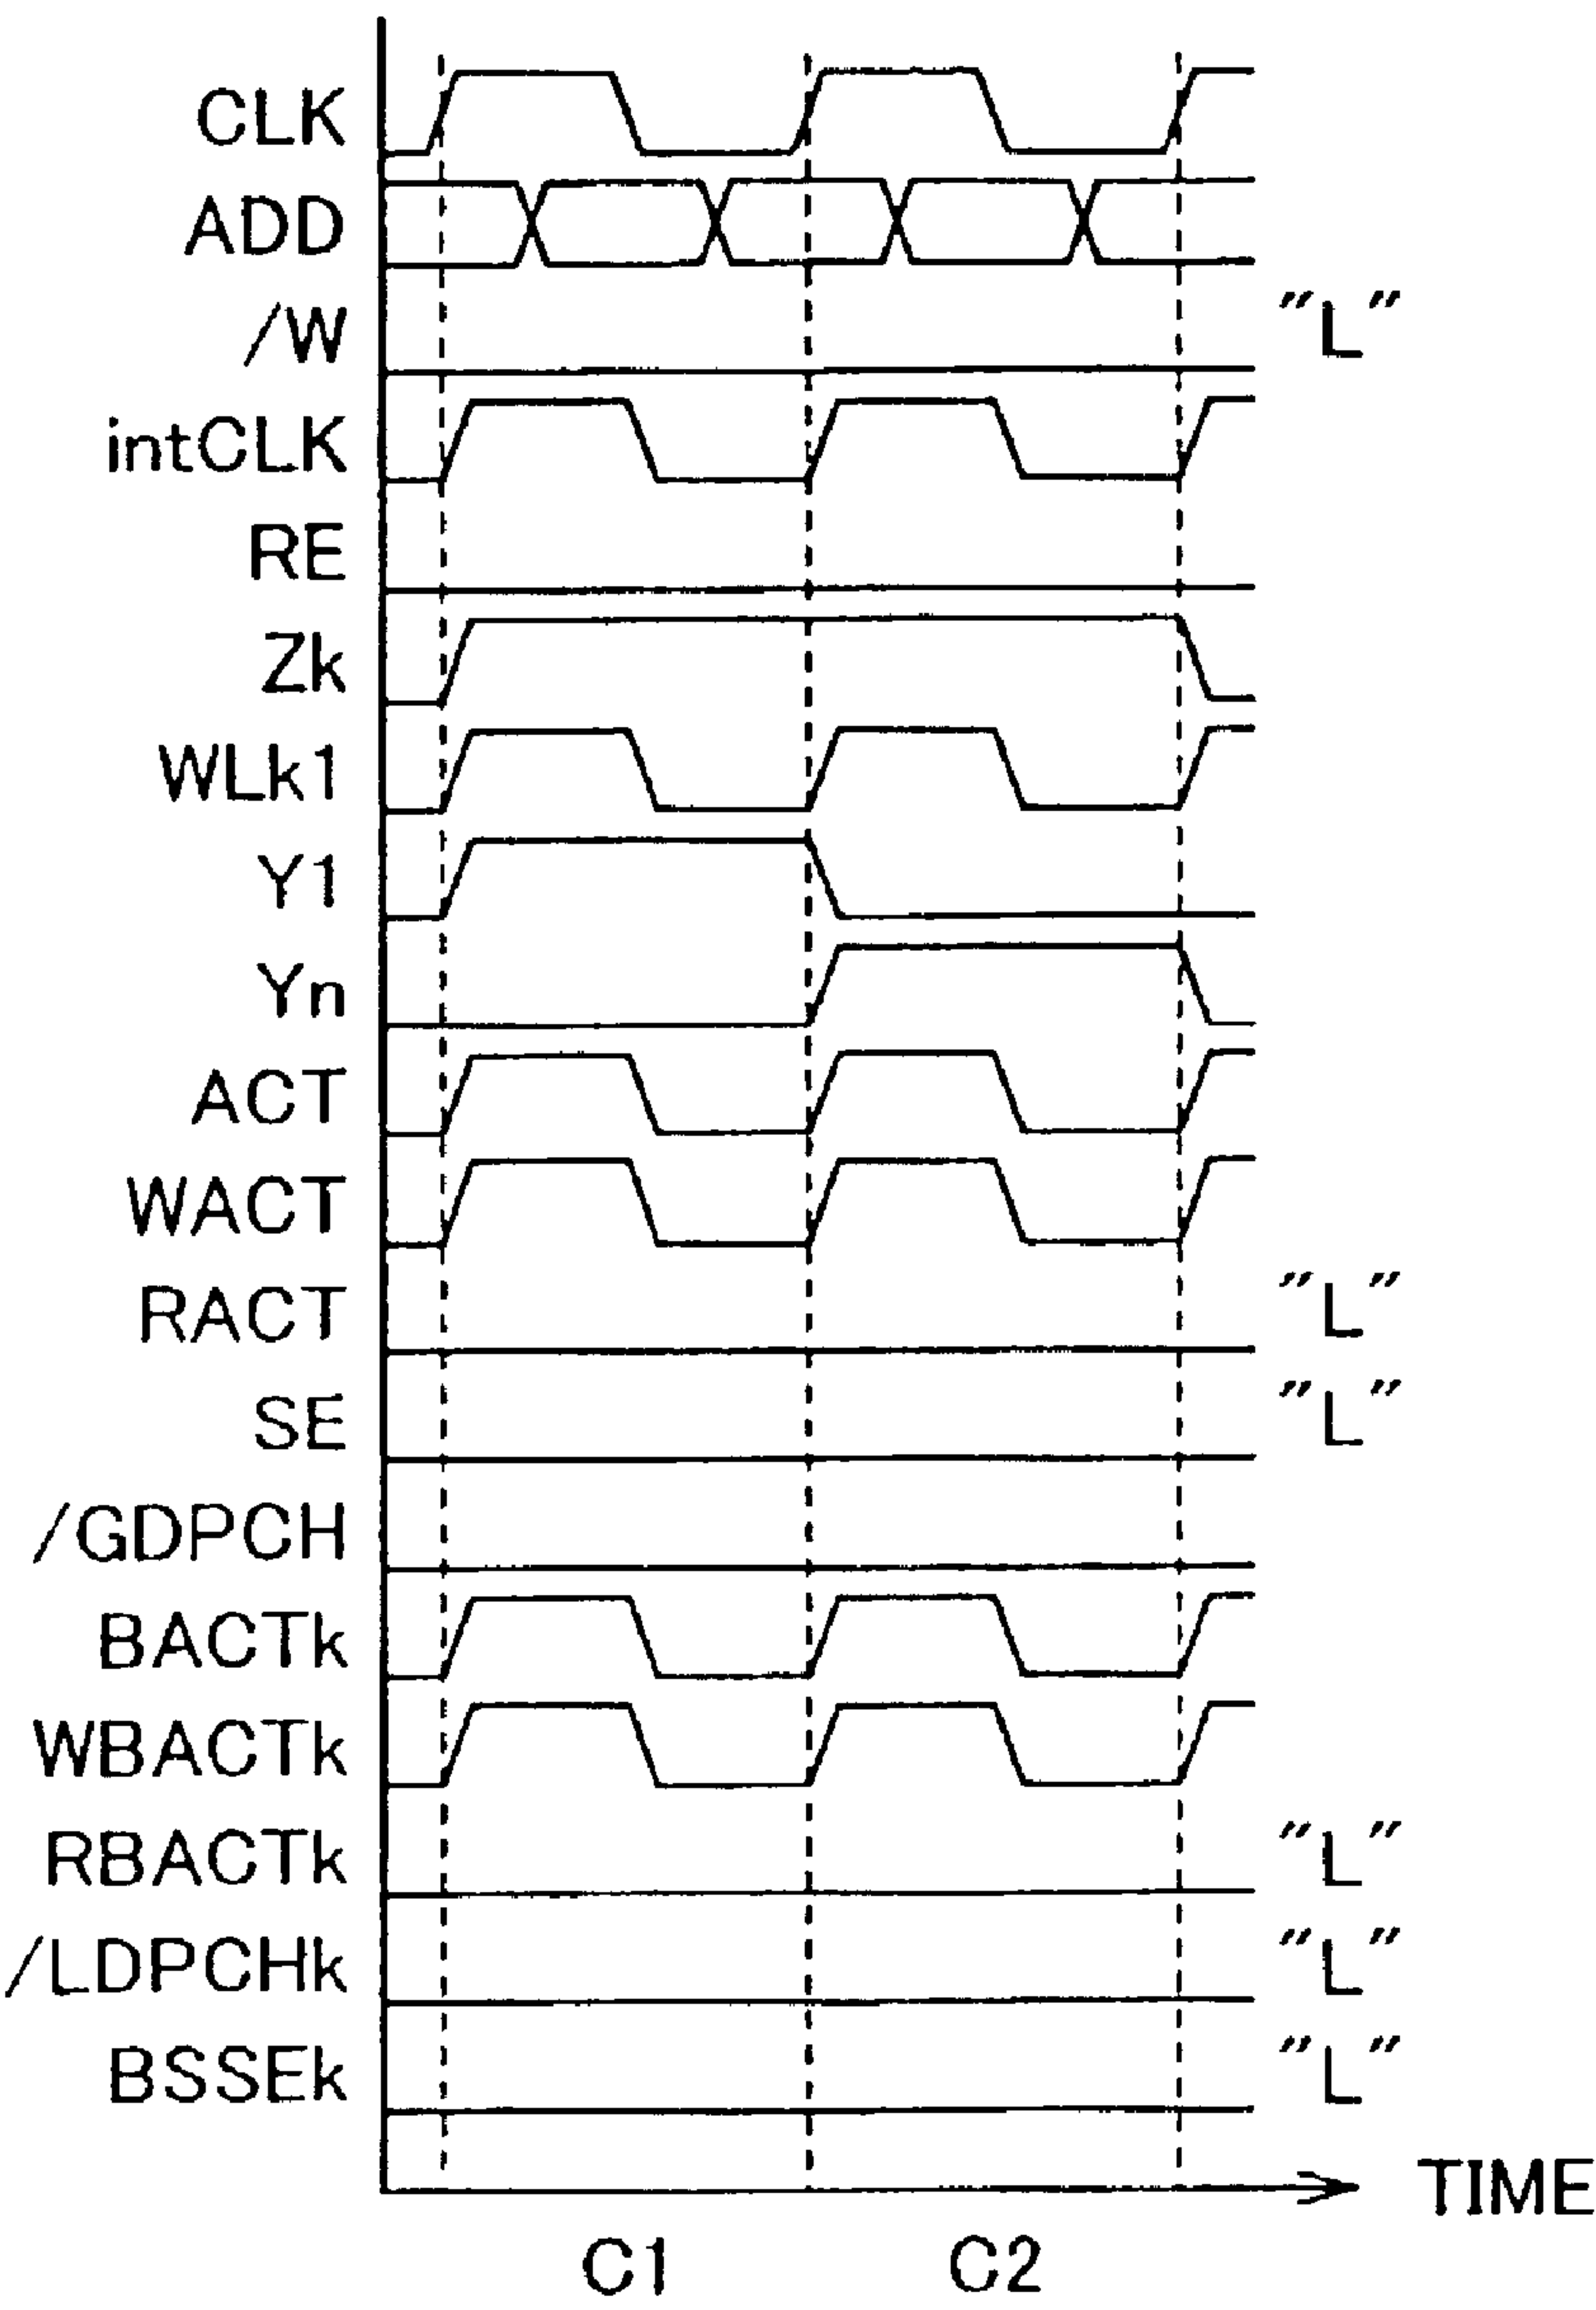 CLK
ADD
/W "L"
intCLK
RE
Zk
WLk1
Y1
Yn
ACT
WACT
RACT "L"
SE "L"
/GDPCH
BACTk
WBACTk
RBACTk "L"
/LDPCHk "L"
BSSEk "L"
TIME
C1 C2